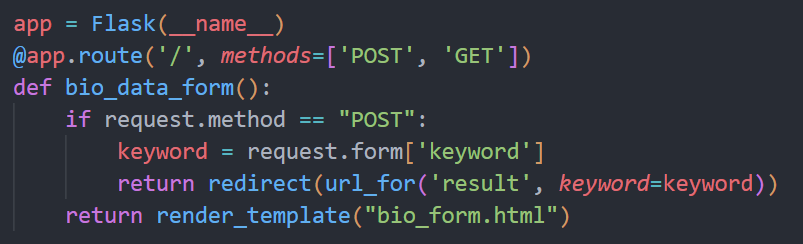 app = Flask(__name__)
@app.route('/', methods=['POST', 'GET'])
def bio_data_form():
    if request.method == "POST":
        keyword = request.form['keyword']
        return redirect(url_for('result', keyword=keyword))
    return render_template("bio_form.html")